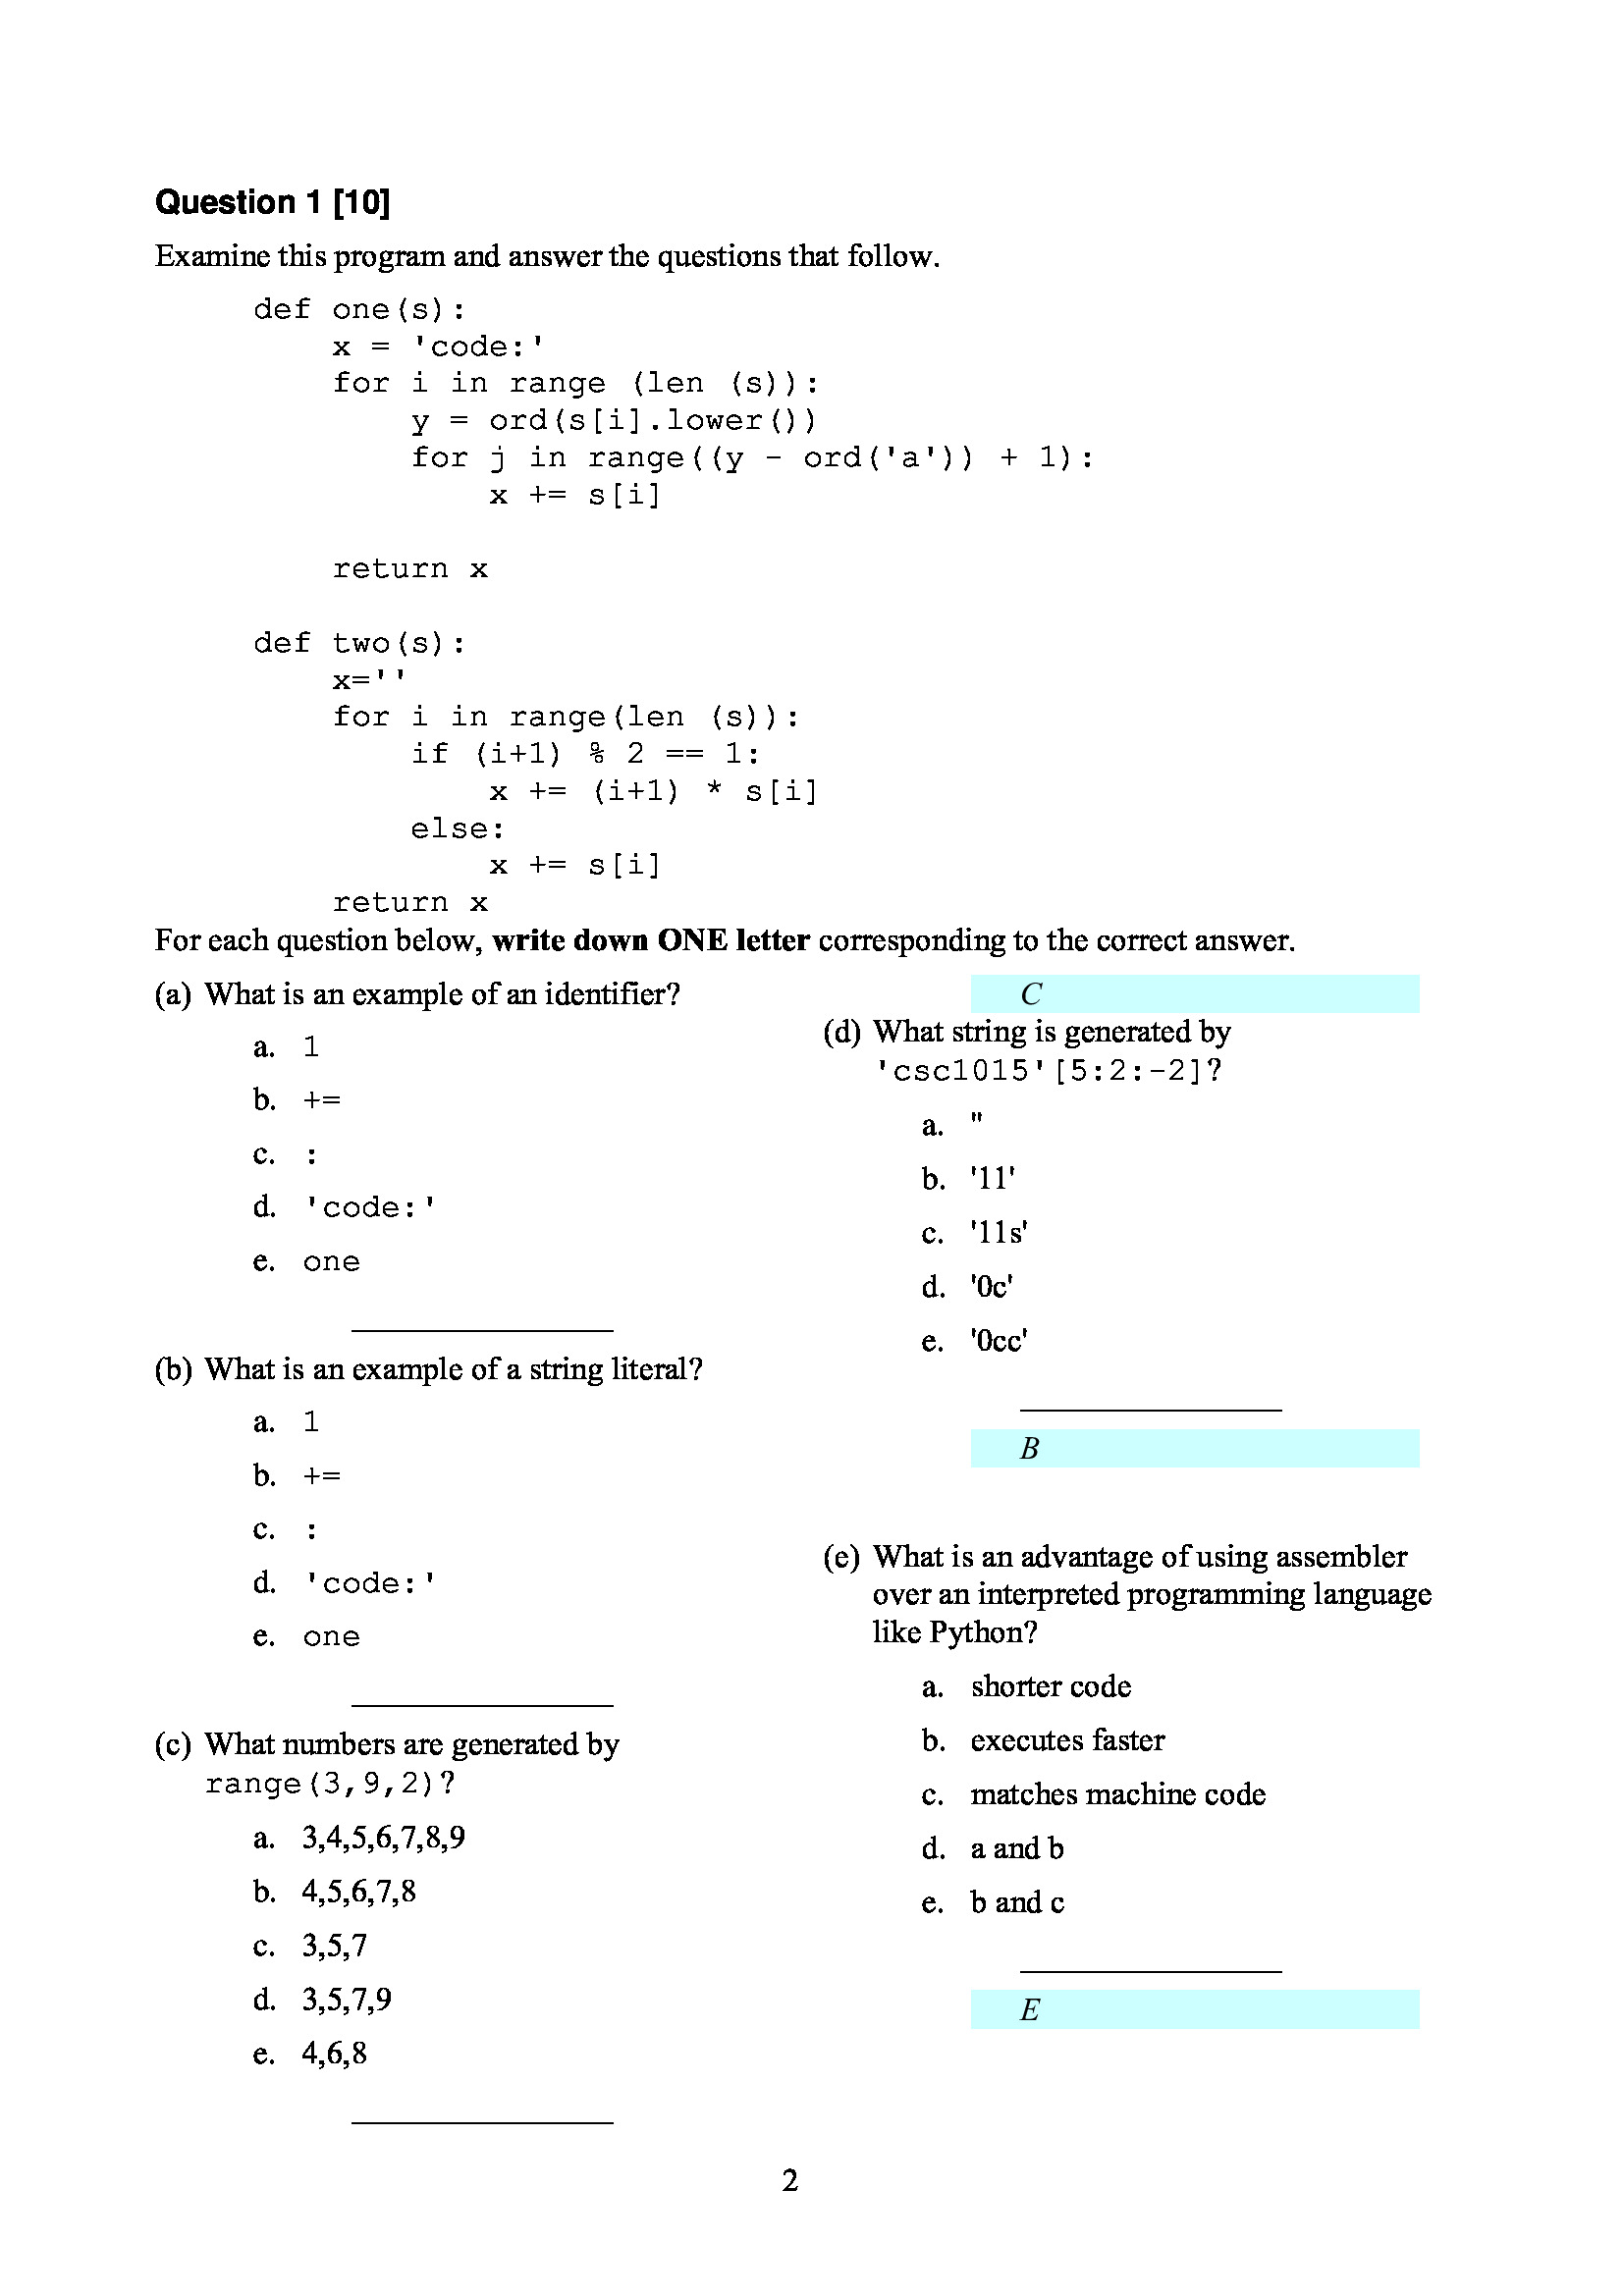 Question 1 [10]
Examine this program and answer the questions that follow.
def one(s):
    x = 'code:'
    for i in range (len (s)):
        y = ord(s[i].lower())
        for j in range((y - ord('a')) + 1):
            x += s[i]
    return x
def two(s):
    x=''
    for i in range(len (s)):
        if (i+1) % 2 == 1:
            x += (i+1) * s[i]
        else:
            x += s[i]
    return x
For each question below, write down ONE letter corresponding to the correct answer.
(a) What is an example of an identifier?
a. 1
b. +=
c. :
d. 'code:'
e. one
(b) What is an example of a string literal?
a. 1
b. +=
c. :
d. 'code:'
e. one
(c) What numbers are generated by
range(3,9,2)?
a. 3,4,5,6,7,8,9
b. 4,5,6,7,8
c. 3,5,7
d. 3,5,7,9
e. 4,6,8
C
(d) What string is generated by
'csc1015'[5:2:-2]?
a. ''
b. '11'
c. '11s'
d. '0c'
e. '0cc'
B
(e) What is an advantage of using assembler
over an interpreted programming language
like Python?
a. shorter code
b. executes faster
c. matches machine code
d. a and b
e. b and c
E
2